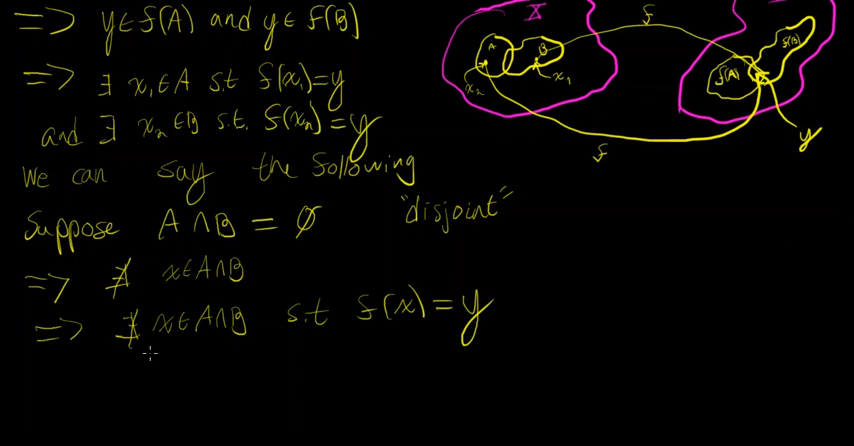 => y ∈ f(A) and y ∈ f(B)
=> ∃ x₁ ∈ A s.t f(x₁)=y
and ∃ x₂ ∈ B s.t. f(x₂)=y
We can say the following
Suppose A ∩ B = ∅ "disjoint"
=> ∄ x ∈ A ∩ B
=> ∄ x ∈ A ∩ B s.t f(x) = y
X
f
A
B
f(B)
f(A)
x₂
x₁
y
f